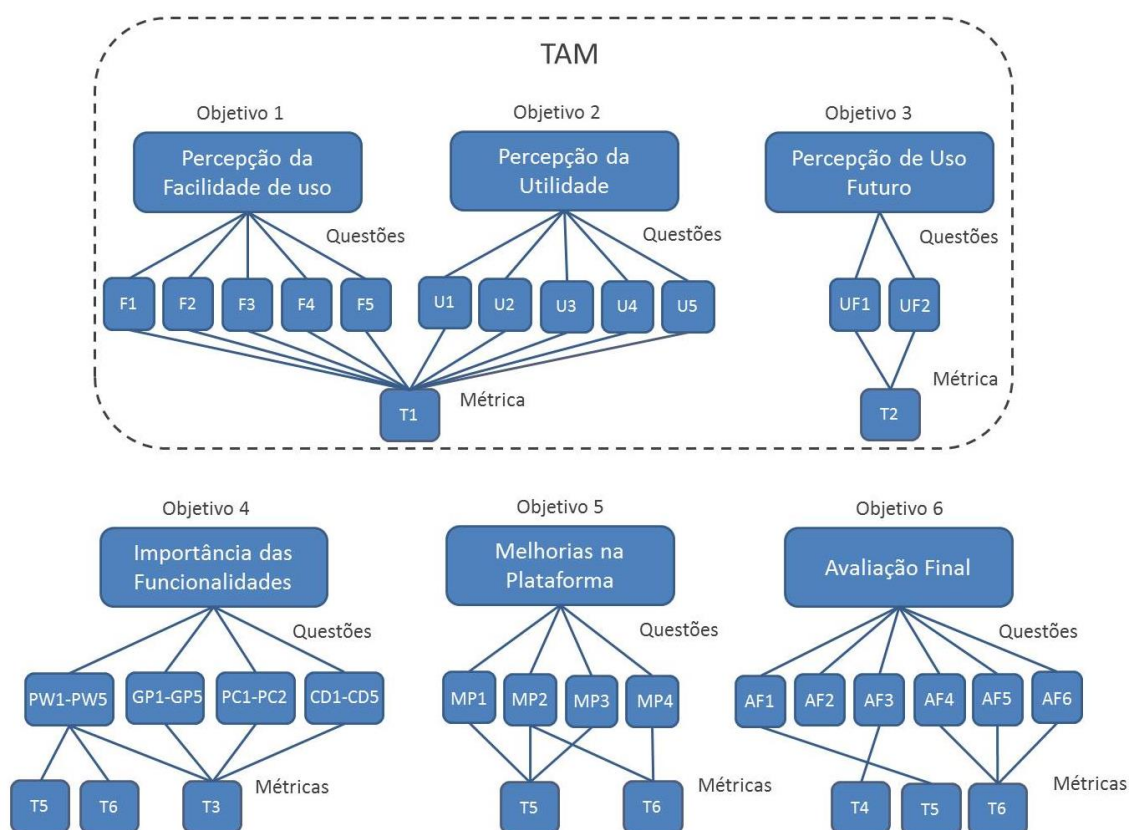 TAM
Objetivo 1
Objetivo 2
Objetivo 3
Percepção da
Facilidade de uso
Percepção da
Utilidade
Percepção de Uso
Futuro
Questões
Questões
Questões
F1
F2
F3
F4
F5
U1
U2
U3
U4
U5
UF1
UF2
Métrica
Métrica
T1
T2
Objetivo 4
Objetivo 5
Objetivo 6
Importância das
Funcionalidades
Melhorias na
Plataforma
Avaliação Final
Questões
Questões
Questões
PW1-PW5
GP1-GP5
PC1-PC2
CD1-CD5
MP1
MP2
MP3
MP4
AF1
AF2
AF3
AF4
AF5
AF6
Métricas
Métricas
Métricas
T5
T6
T3
T5
T6
T4
T5
T6